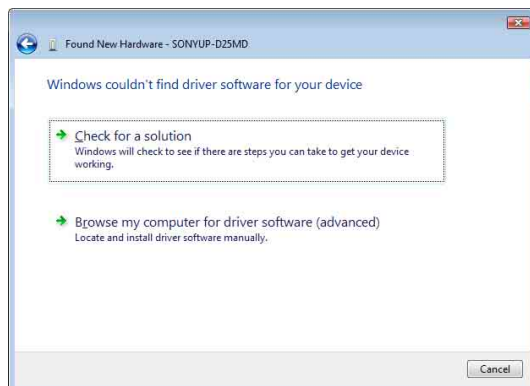 Found New Hardware - SONYUP-D25MD
Windows couldn't find driver software for your device
Check for a solution
Windows will check to see if there are steps you can take to get your device
working.
Browse my computer for driver software (advanced)
Locate and install driver software manually.
Cancel